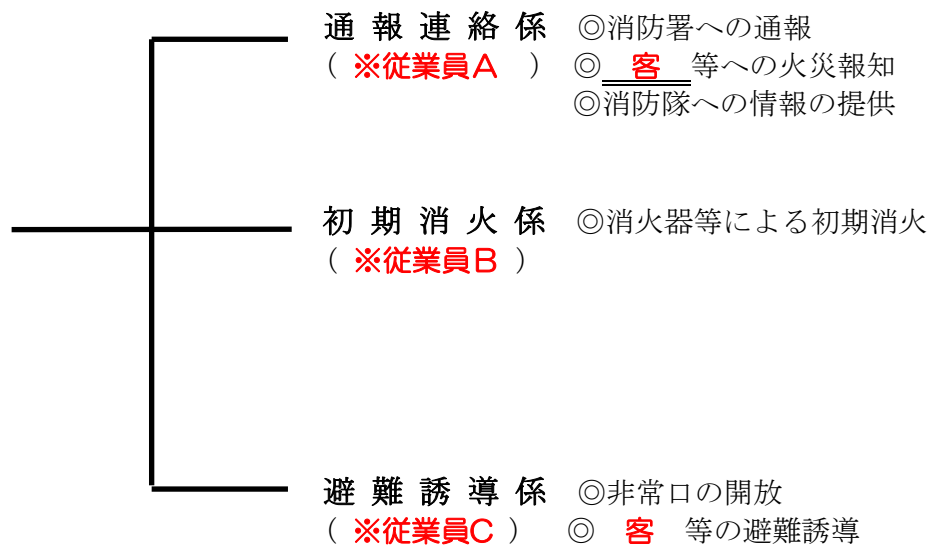 通報連絡係 ◎消防署への通報
（ ※従業員A ） ◎ 客 等への火災報知
◎消防隊への情報の提供
初期消火係 ◎消火器等による初期消火
（ ※従業員B ）
避難誘導係 ◎非常口の開放
（ ※従業員C ） ◎ 客 等の避難誘導